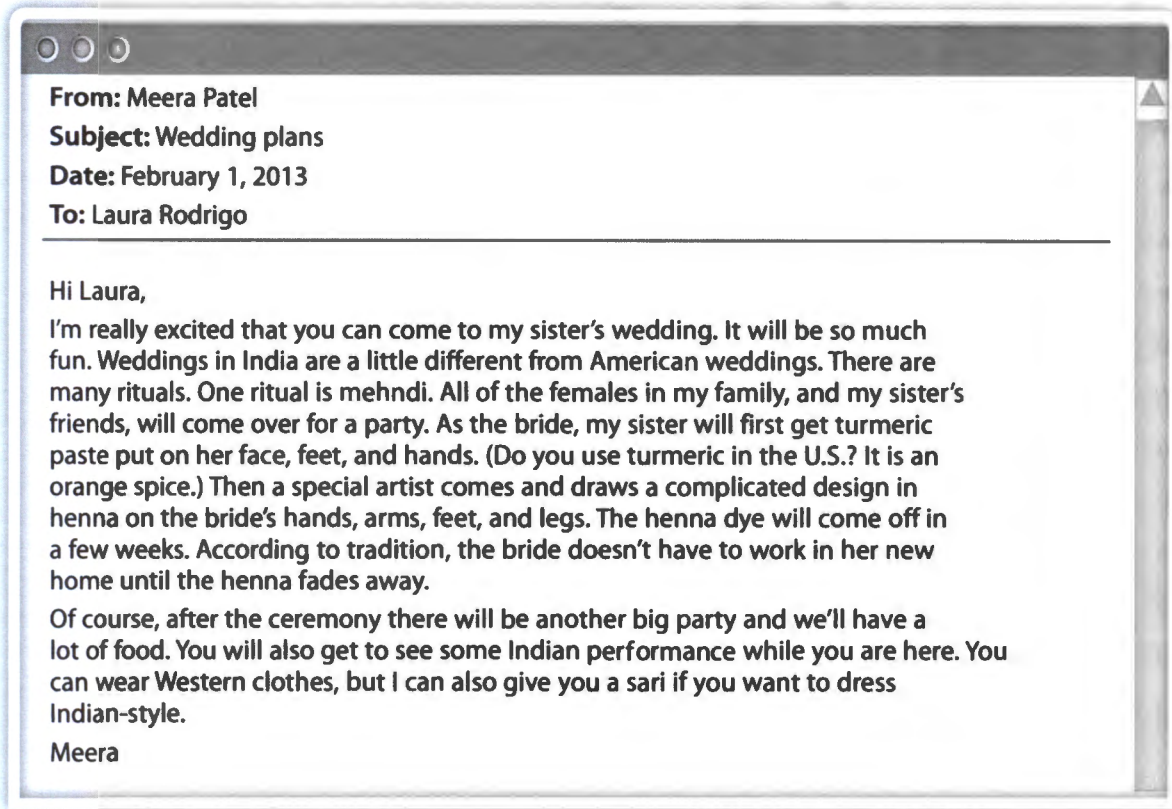 From: Meera Patel
Subject: Wedding plans
Date: February 1, 2013
To: Laura Rodrigo
Hi Laura,
I'm really excited that you can come to my sister's wedding. It will be so much
fun. Weddings in India are a little different from American weddings. There are
many rituals. One ritual is mehndi. All of the females in my family, and my sister's
friends, will come over for a party. As the bride, my sister will first get turmeric
paste put on her face, feet, and hands. (Do you use turmeric in the U.S.? It is an
orange spice.) Then a special artist comes and draws a complicated design in
henna on the bride's hands, arms, feet, and legs. The henna dye will come off in
a few weeks. According to tradition, the bride doesn't have to work in her new
home until the henna fades away.
Of course, after the ceremony there will be another big party and we'll have a
lot of food. You will also get to see some Indian performance while you are here. You
can wear Western clothes, but I can also give you a sari if you want to dress
Indian-style.
Meera